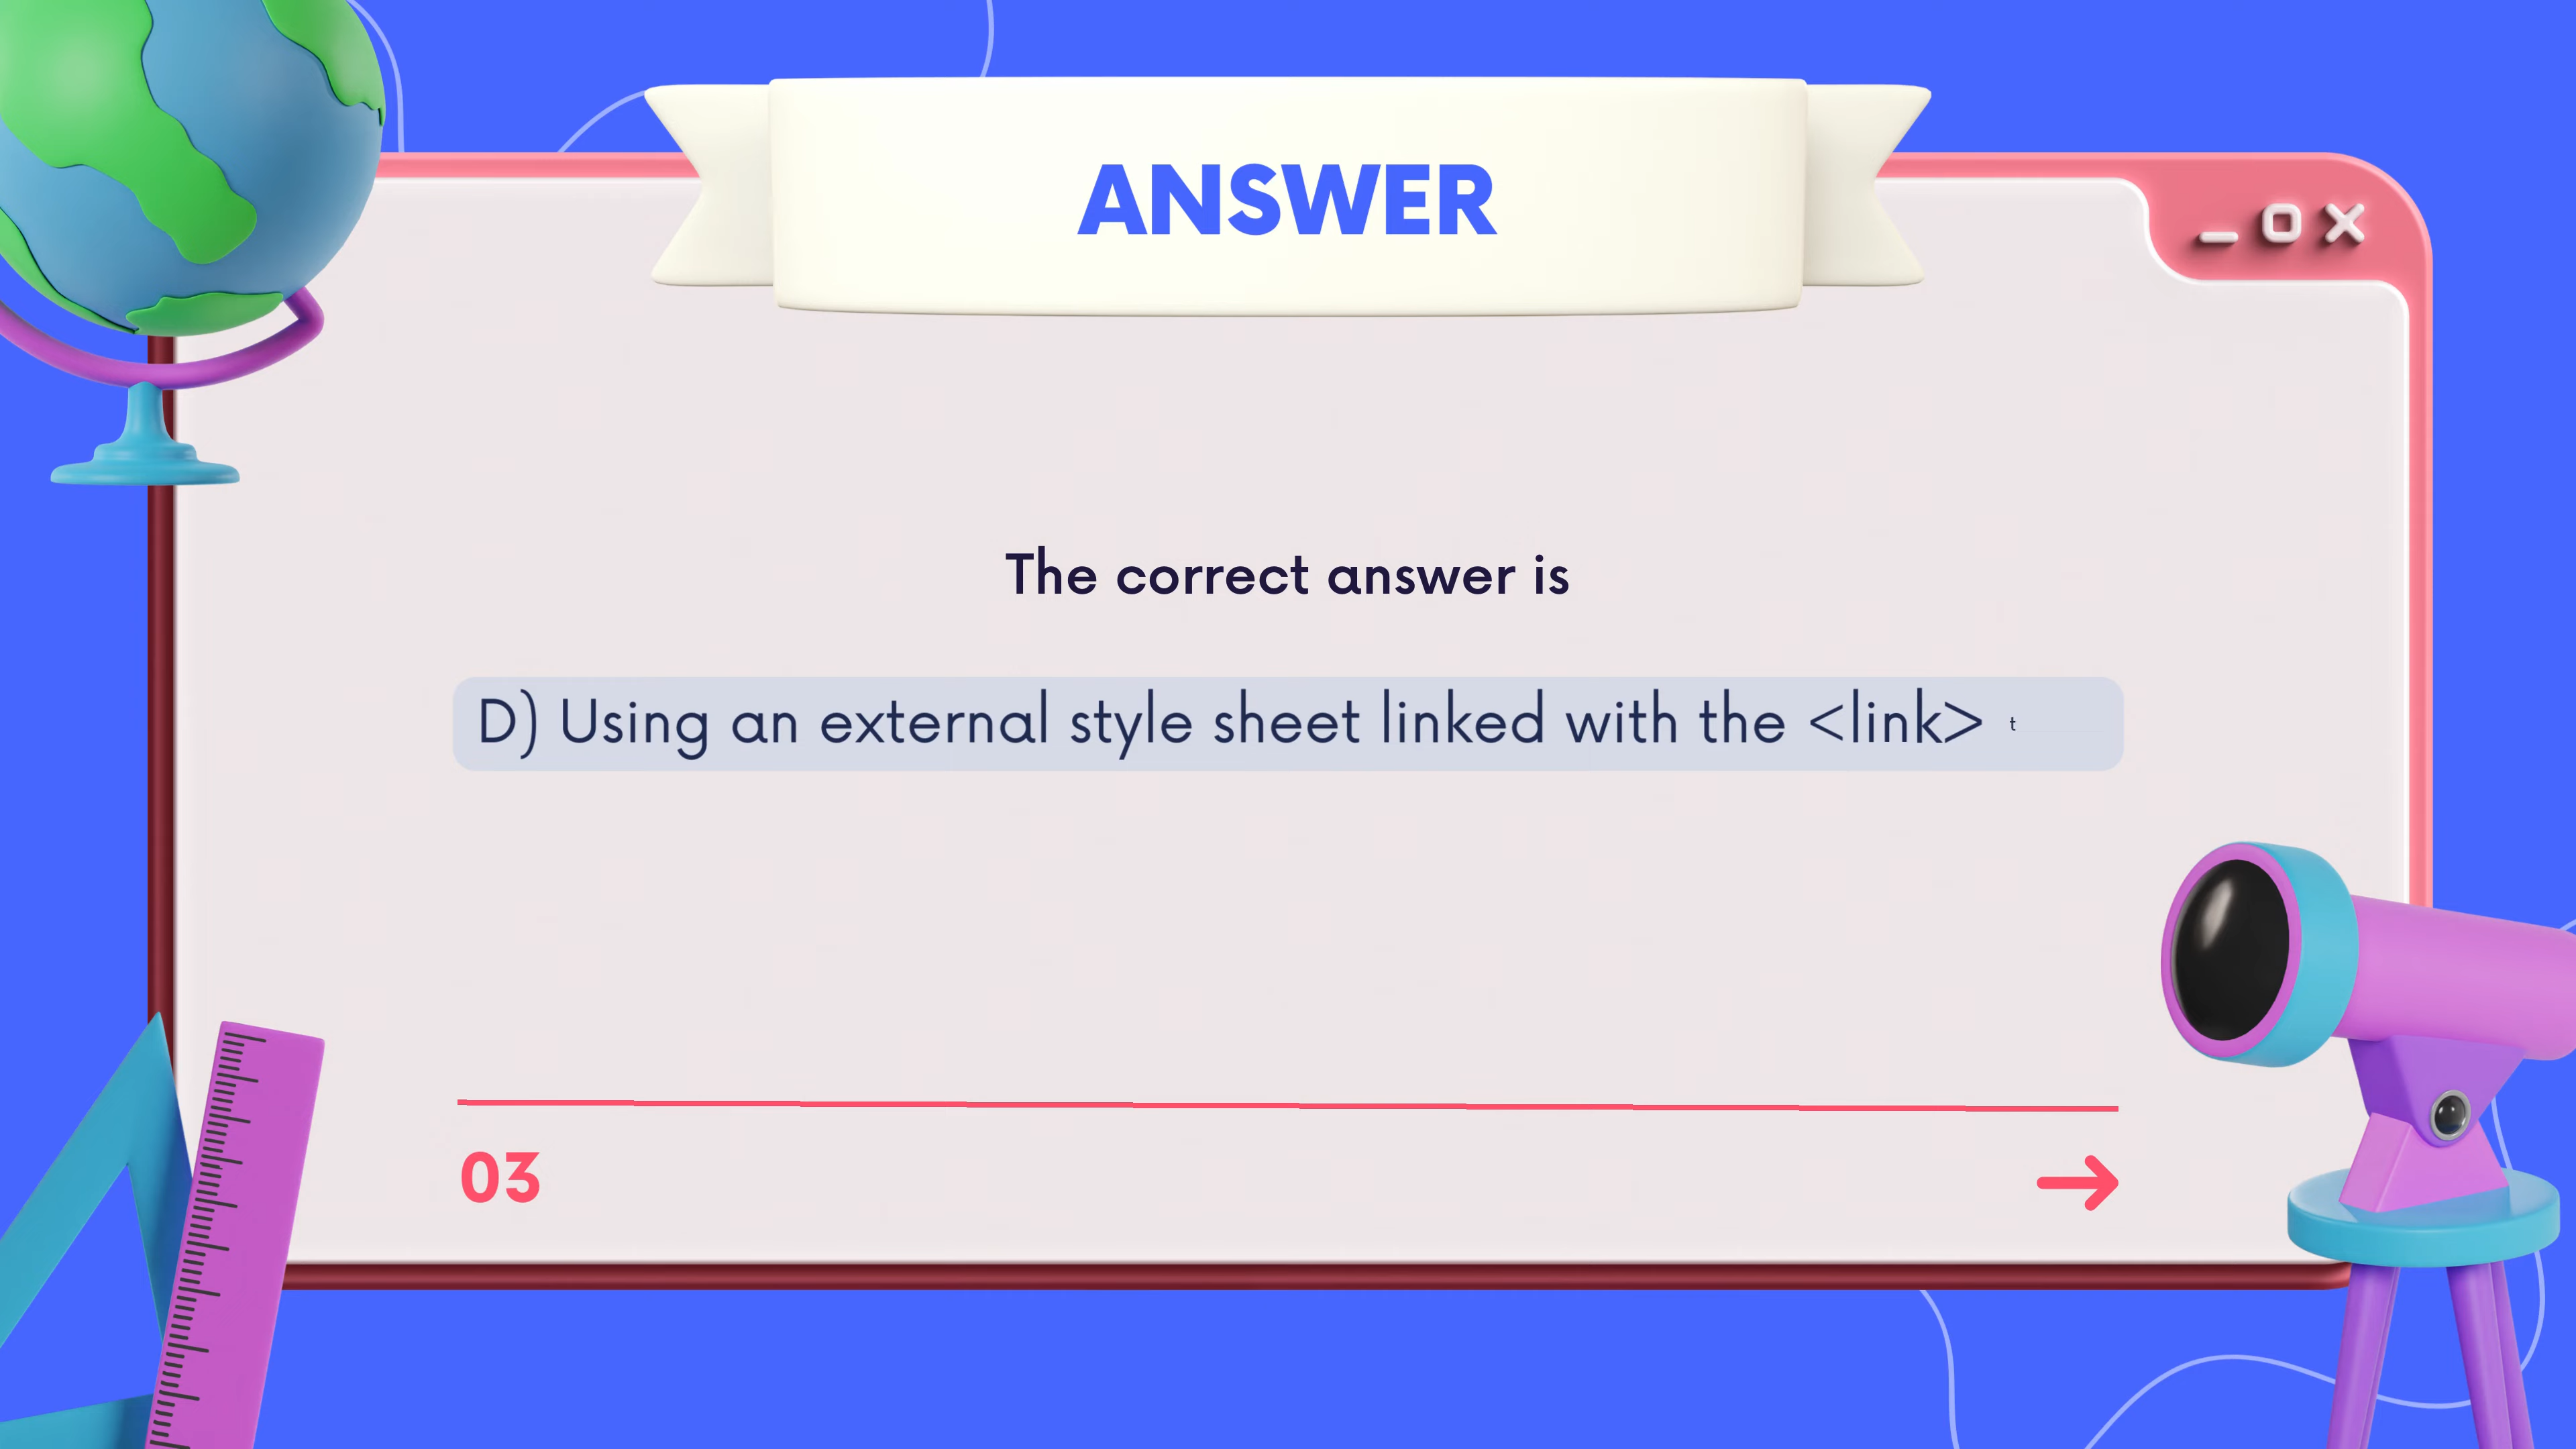 ANSWER
The correct answer is
D) Using an external style sheet linked with the <link> t
03